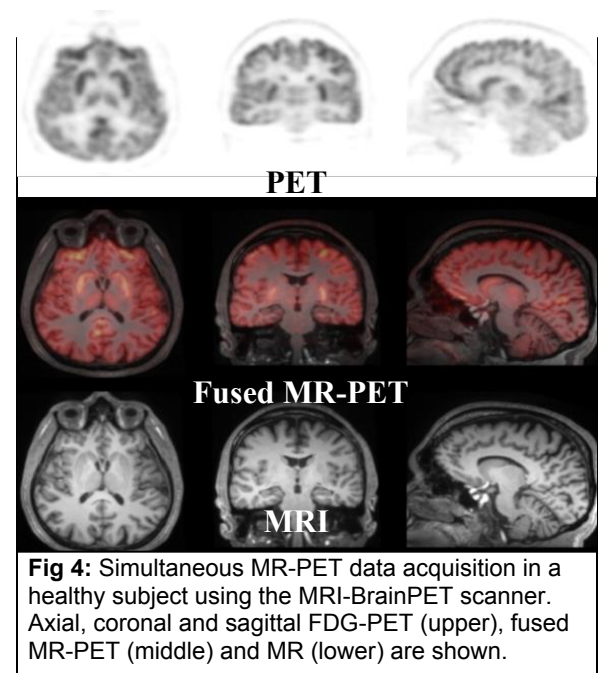 PET
Fused MR-PET
MRI
Fig 4: Simultaneous MR-PET data acquisition in a
healthy subject using the MRI-BrainPET scanner.
Axial, coronal and sagittal FDG-PET (upper), fused
MR-PET (middle) and MR (lower) are shown.